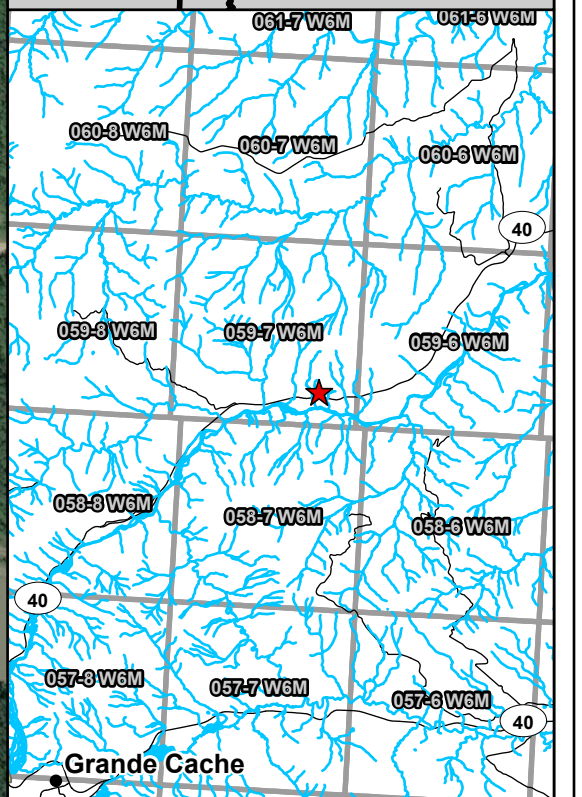 061-7 W6M
061-6 W6M
060-8 W6M
060-7 W6M
060-6 W6M
40
059-8 W6M
059-7 W6M
059-6 W6M
058-8 W6M
058-7 W6M
058-6 W6M
40
057-8 W6M
057-7 W6M
057-6 W6M
40
Grande Cache